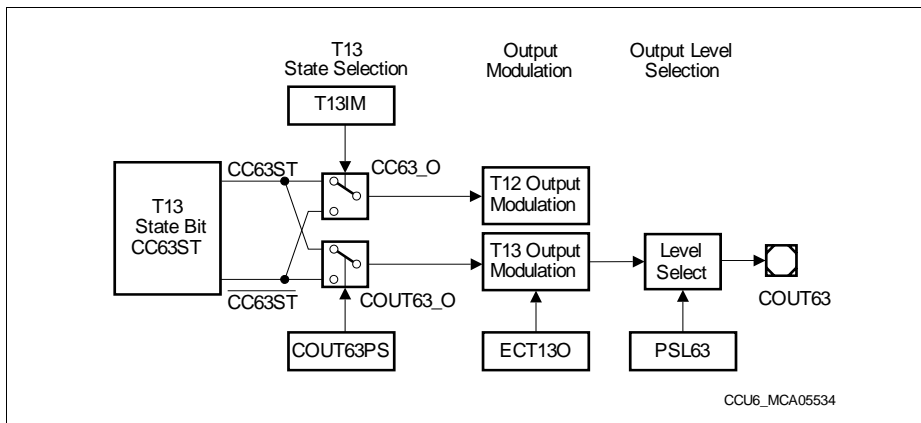 T13
State Selection
Output
Modulation
Output Level
Selection
T13IM
CC63ST
CC63_O
T13
State Bit
CC63ST
T12 Output
Modulation
T13 Output
Modulation
Level
Select
CC63ST
COUT63_O
COUT63
COUT63PS
ECT13O
PSL63
CCU6_MCA05534